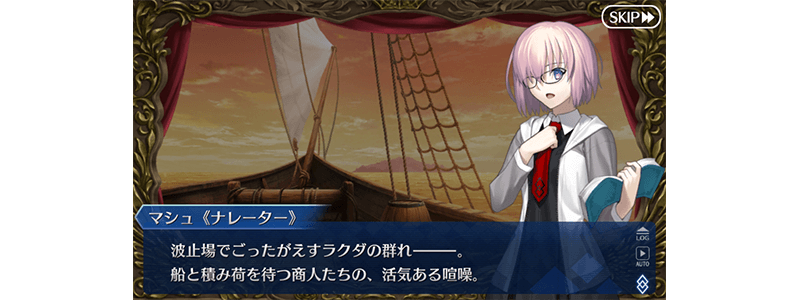 SKIP
マシュ《ナレーター》
波止場でごったがえすラクダの群れ───。
船と積み荷を待つ商人たちの、活気ある喧噪。
LOG
AUTO